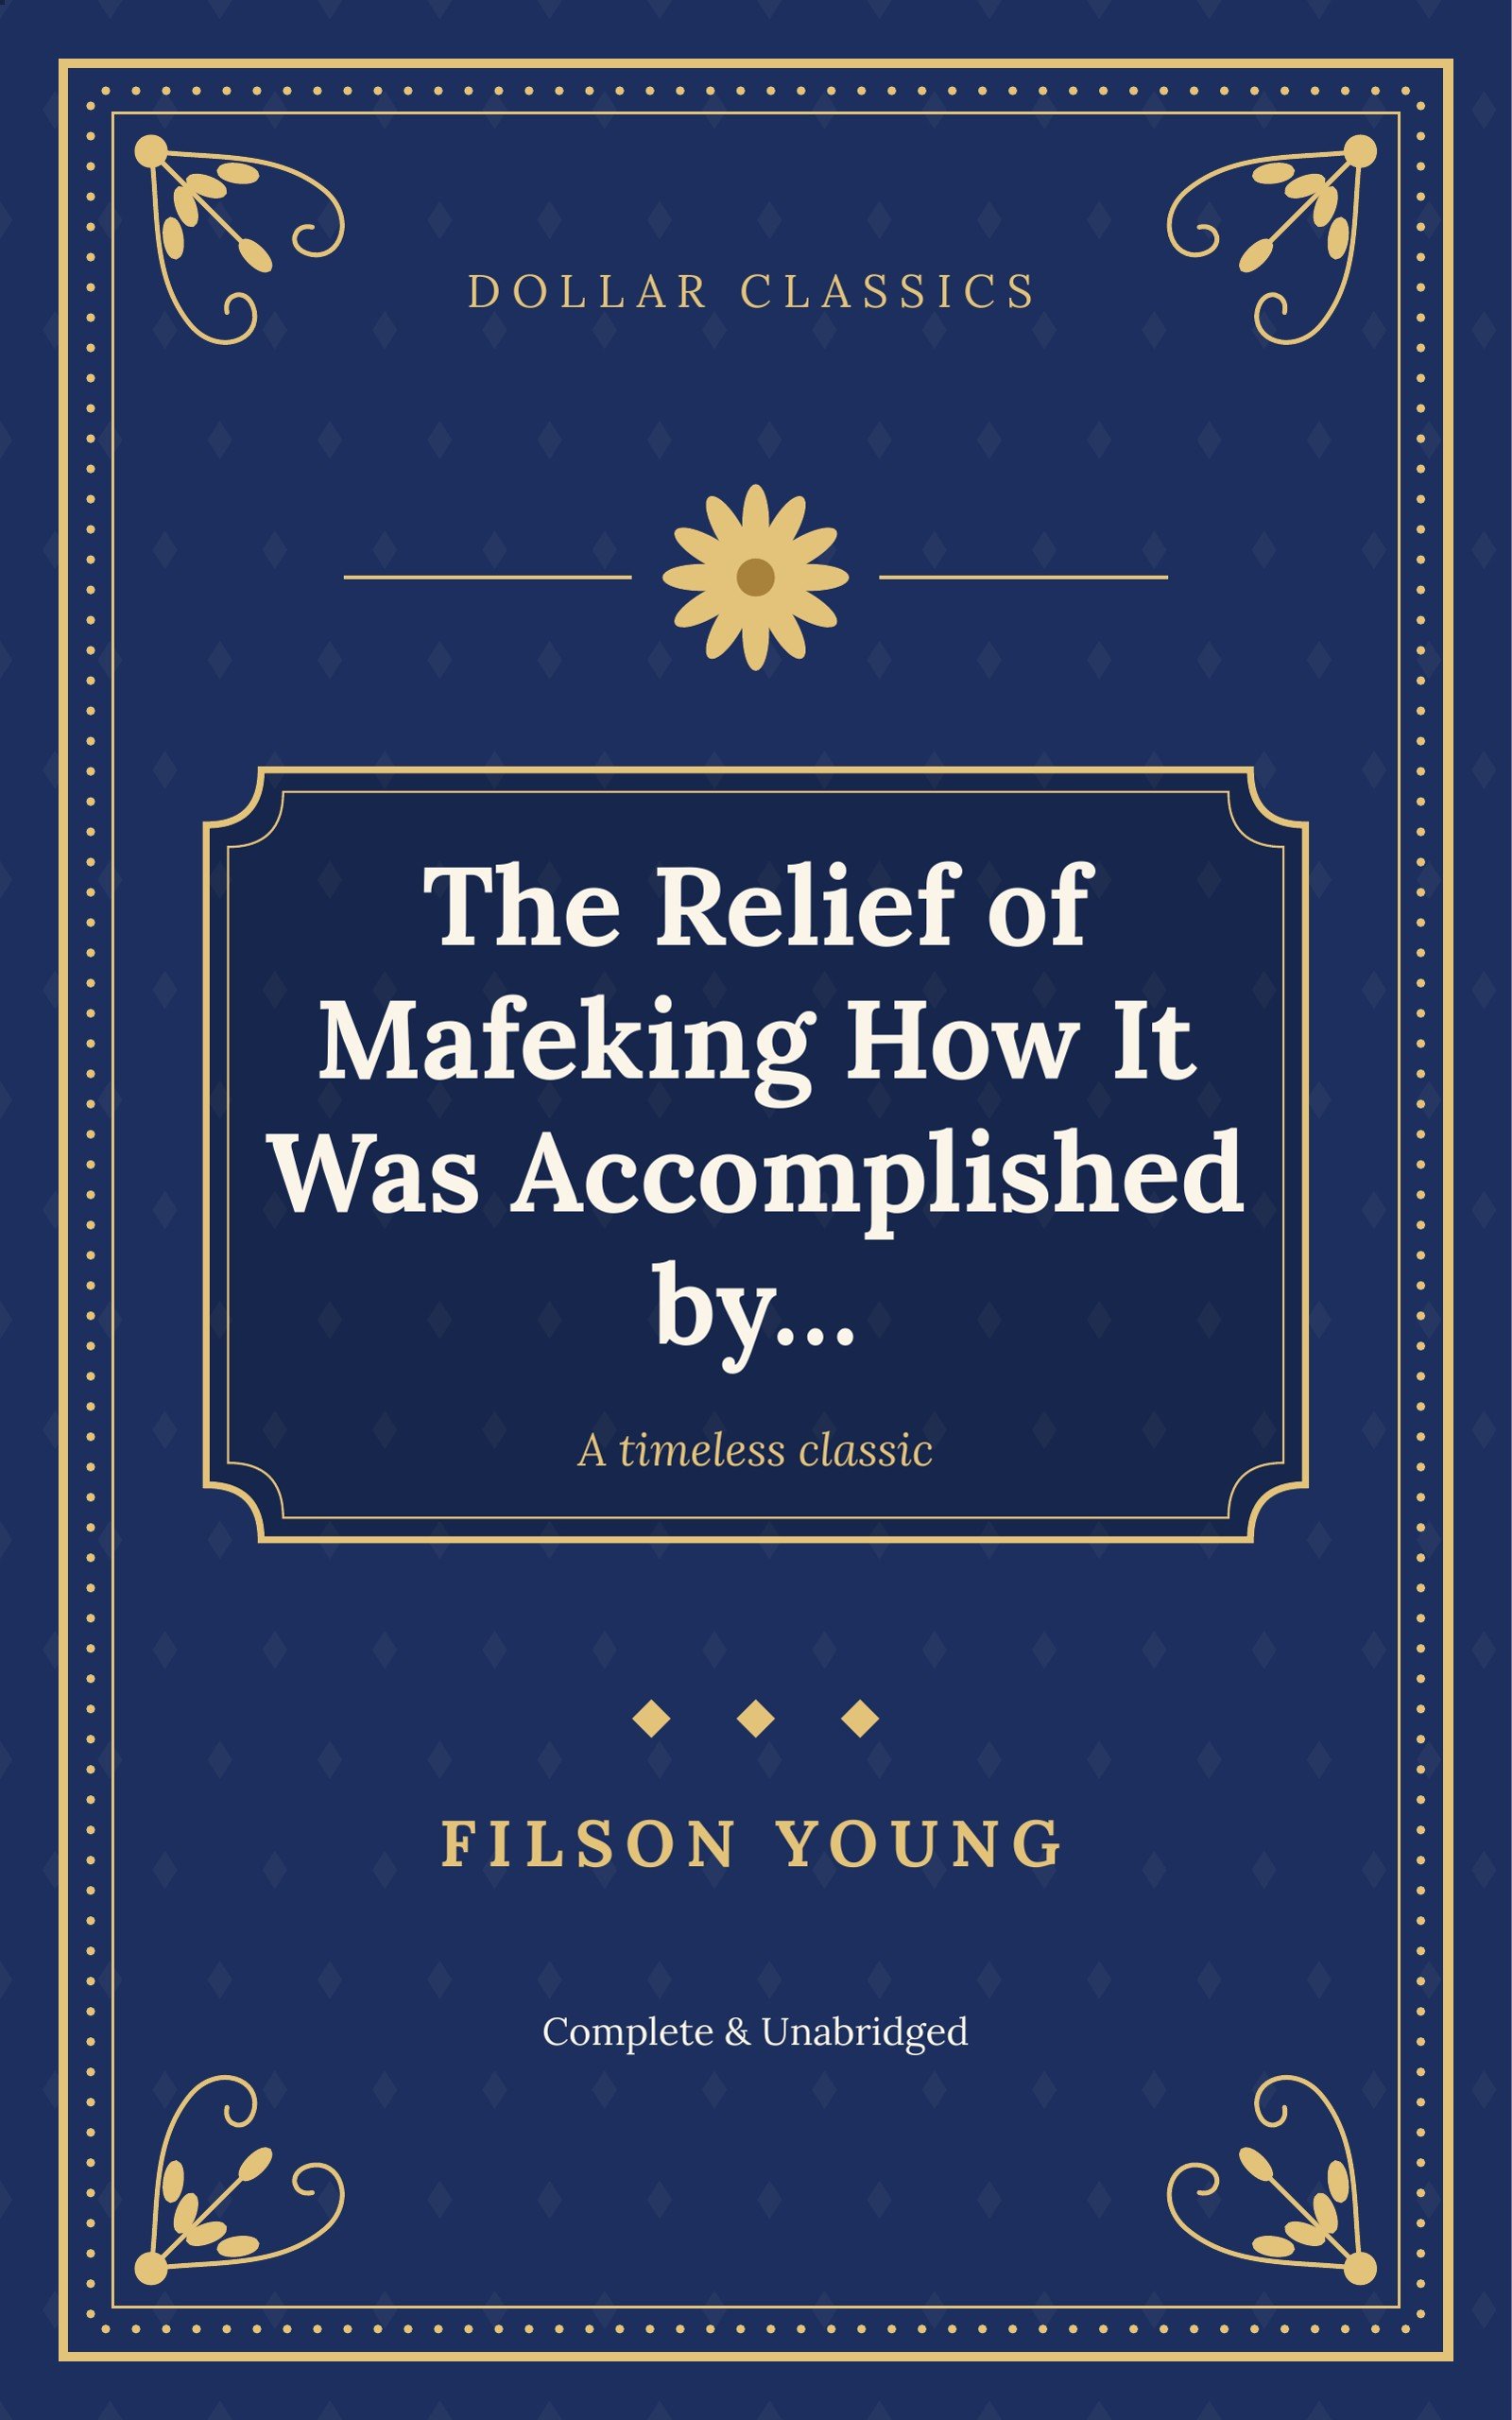 DOLLAR CLASSICS
The Relief of
Mafeking How It
Was Accomplished
by...
A timeless classic
FILSON YOUNG
Complete & Unabridged